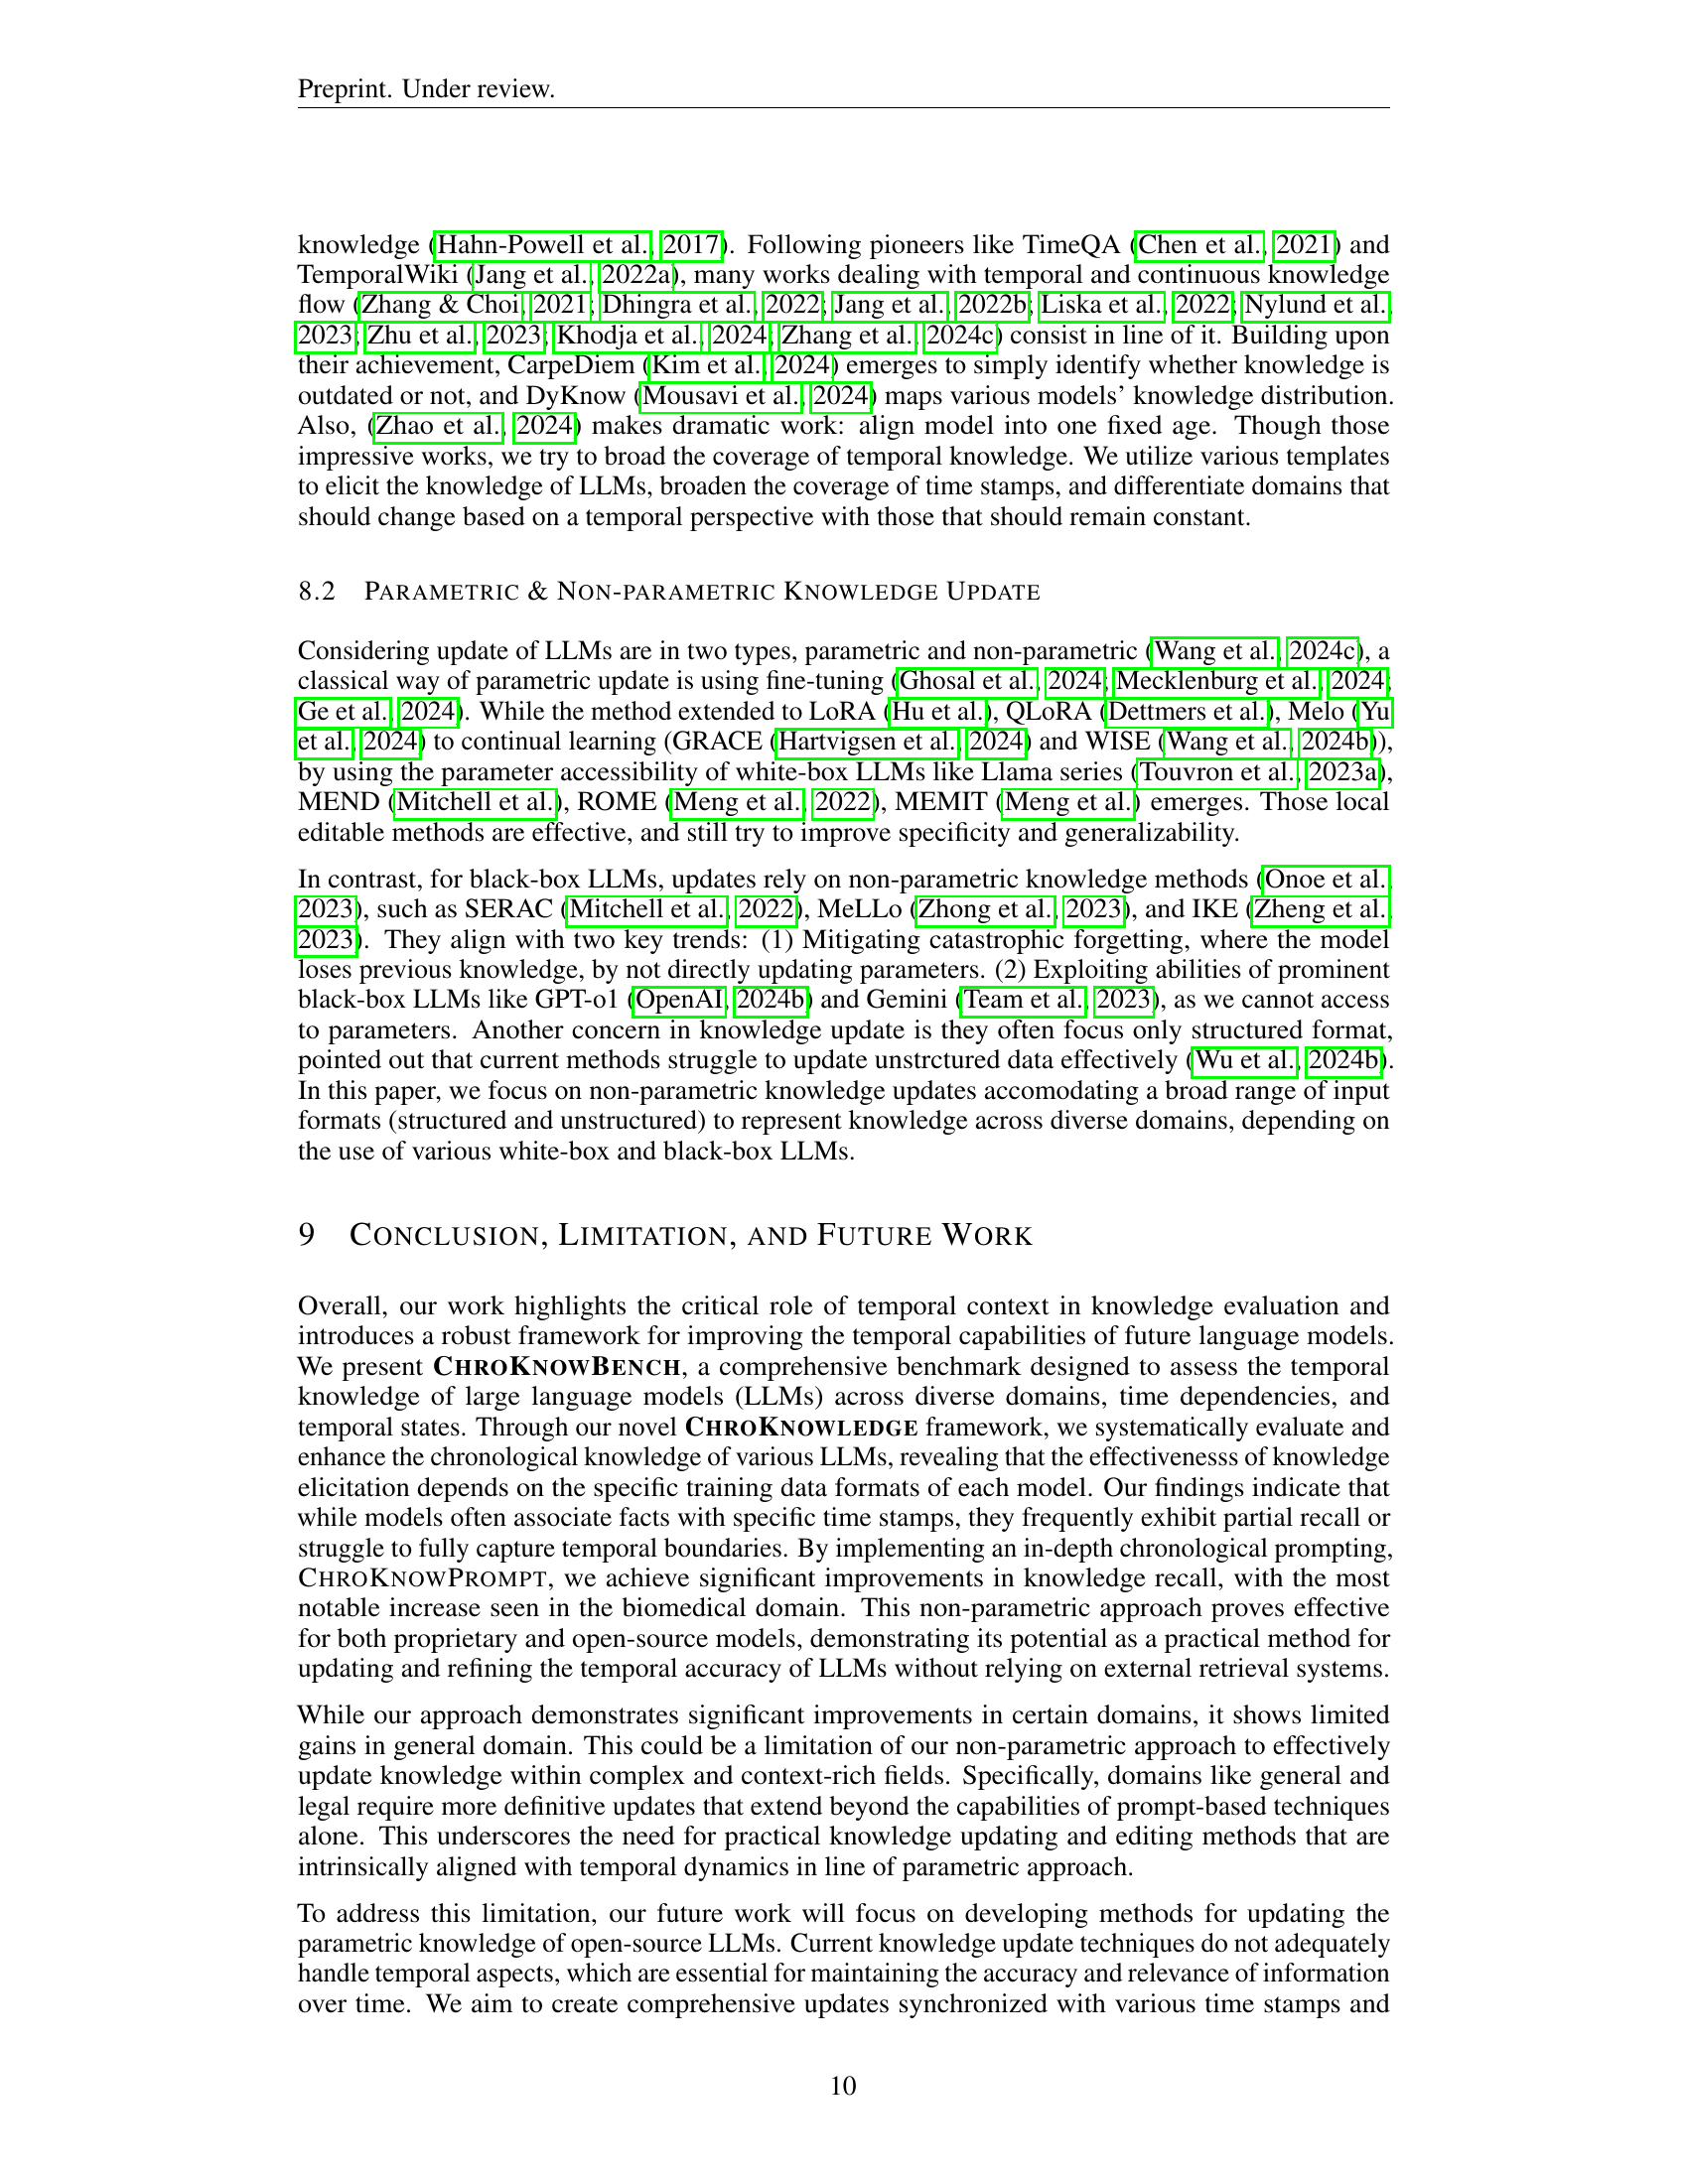 Preprint. Under review.
knowledge (Hahn-Powell et al., 2017). Following pioneers like TimeQA (Chen et al., 2021) and
TemporalWiki (Jang et al., 2022a), many works dealing with temporal and continuous knowledge
flow (Zhang & Choi, 2021; Dhingra et al., 2022; Jang et al., 2022b; Liska et al., 2022; Nylund et al.,
2023; Zhu et al., 2023; Khodja et al., 2024; Zhang et al., 2024c) consist in line of it. Building upon
their achievement, CarpeDiem (Kim et al., 2024) emerges to simply identify whether knowledge is
outdated or not, and DyKnow (Mousavi et al., 2024) maps various models' knowledge distribution.
Also, (Zhao et al., 2024) makes dramatic work: align model into one fixed age. Though those
impressive works, we try to broad the coverage of temporal knowledge. We utilize various templates
to elicit the knowledge of LLMs, broaden the coverage of time stamps, and differentiate domains that
should change based on a temporal perspective with those that should remain constant.
8.2 PARAMETRIC & NON-PARAMETRIC KNOWLEDGE UPDATE
Considering update of LLMs are in two types, parametric and non-parametric (Wang et al., 2024c), a
classical way of parametric update is using fine-tuning (Ghosal et al., 2024; Mecklenburg et al., 2024;
Ge et al., 2024). While the method extended to LoRA (Hu et al.), QLoRA (Dettmers et al.), Melo (Yu
et al., 2024) to continual learning (GRACE (Hartvigsen et al., 2024) and WISE (Wang et al., 2024b)),
by using the parameter accessibility of white-box LLMs like Llama series (Touvron et al., 2023a),
MEND (Mitchell et al.), ROME (Meng et al., 2022), MEMIT (Meng et al.) emerges. Those local
editable methods are effective, and still try to improve specificity and generalizability.
In contrast, for black-box LLMs, updates rely on non-parametric knowledge methods (Onoe et al.,
2023), such as SERAC (Mitchell et al., 2022), MeLLo (Zhong et al., 2023), and IKE (Zheng et al.,
2023). They align with two key trends: (1) Mitigating catastrophic forgetting, where the model
loses previous knowledge, by not directly updating parameters. (2) Exploiting abilities of prominent
black-box LLMs like GPT-o1 (OpenAI, 2024b) and Gemini (Team et al., 2023), as we cannot access
to parameters. Another concern in knowledge update is they often focus only structured format,
pointed out that current methods struggle to update unstrctured data effectively (Wu et al., 2024b).
In this paper, we focus on non-parametric knowledge updates accomodating a broad range of input
formats (structured and unstructured) to represent knowledge across diverse domains, depending on
the use of various white-box and black-box LLMs.
9 CONCLUSION, LIMITATION, AND FUTURE WORK
Overall, our work highlights the critical role of temporal context in knowledge evaluation and
introduces a robust framework for improving the temporal capabilities of future language models.
We present CHROKNOWBENCH, a comprehensive benchmark designed to assess the temporal
knowledge of large language models (LLMs) across diverse domains, time dependencies, and
temporal states. Through our novel CHROKNOWLEDGE framework, we systematically evaluate and
enhance the chronological knowledge of various LLMs, revealing that the effectivenesss of knowledge
elicitation depends on the specific training data formats of each model. Our findings indicate that
while models often associate facts with specific time stamps, they frequently exhibit partial recall or
struggle to fully capture temporal boundaries. By implementing an in-depth chronological prompting,
CHROKNOWPROMPT, we achieve significant improvements in knowledge recall, with the most
notable increase seen in the biomedical domain. This non-parametric approach proves effective
for both proprietary and open-source models, demonstrating its potential as a practical method for
updating and refining the temporal accuracy of LLMs without relying on external retrieval systems.
While our approach demonstrates significant improvements in certain domains, it shows limited
gains in general domain. This could be a limitation of our non-parametric approach to effectively
update knowledge within complex and context-rich fields. Specifically, domains like general and
legal require more definitive updates that extend beyond the capabilities of prompt-based techniques
alone. This underscores the need for practical knowledge updating and editing methods that are
intrinsically aligned with temporal dynamics in line of parametric approach.
To address this limitation, our future work will focus on developing methods for updating the
parametric knowledge of open-source LLMs. Current knowledge update techniques do not adequately
handle temporal aspects, which are essential for maintaining the accuracy and relevance of information
over time. We aim to create comprehensive updates synchronized with various time stamps and
10